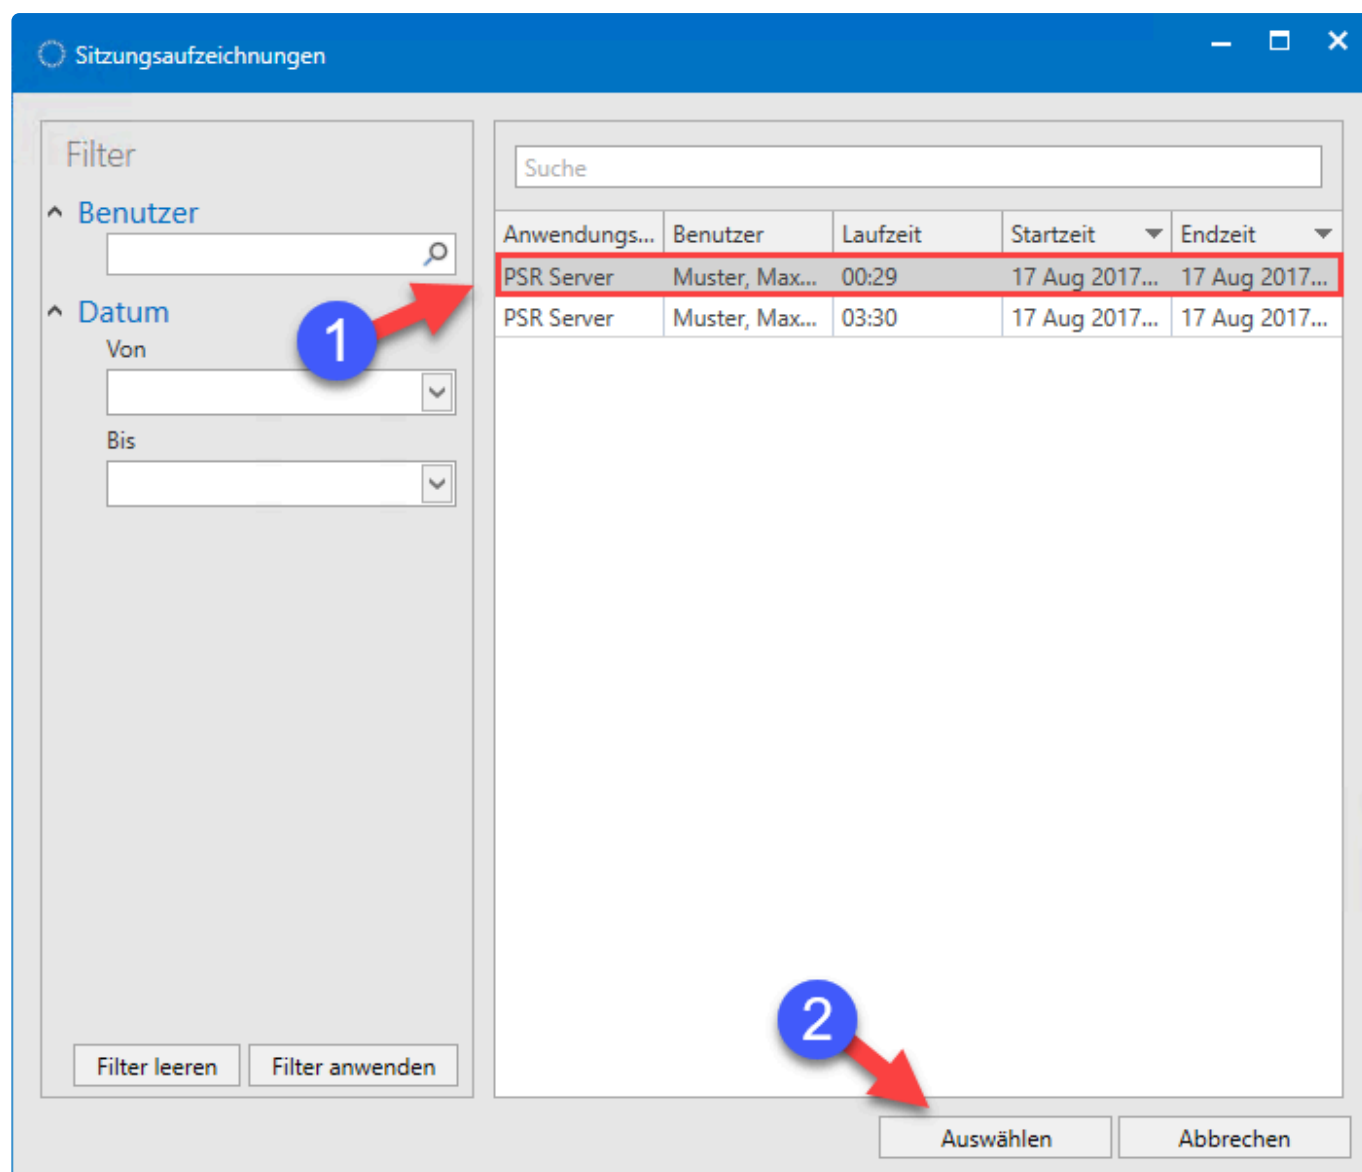 Sitzungsaufzeichnungen
Filter
Benutzer
Datum
Von
Bis
Filter leeren
Filter anwenden
1
Suche
Anwendungs... Benutzer Laufzeit Startzeit Endzeit
PSR Server Muster, Max... 00:29 17 Aug 2017... 17 Aug 2017...
PSR Server Muster, Max... 03:30 17 Aug 2017... 17 Aug 2017...
2
Auswählen
Abbrechen